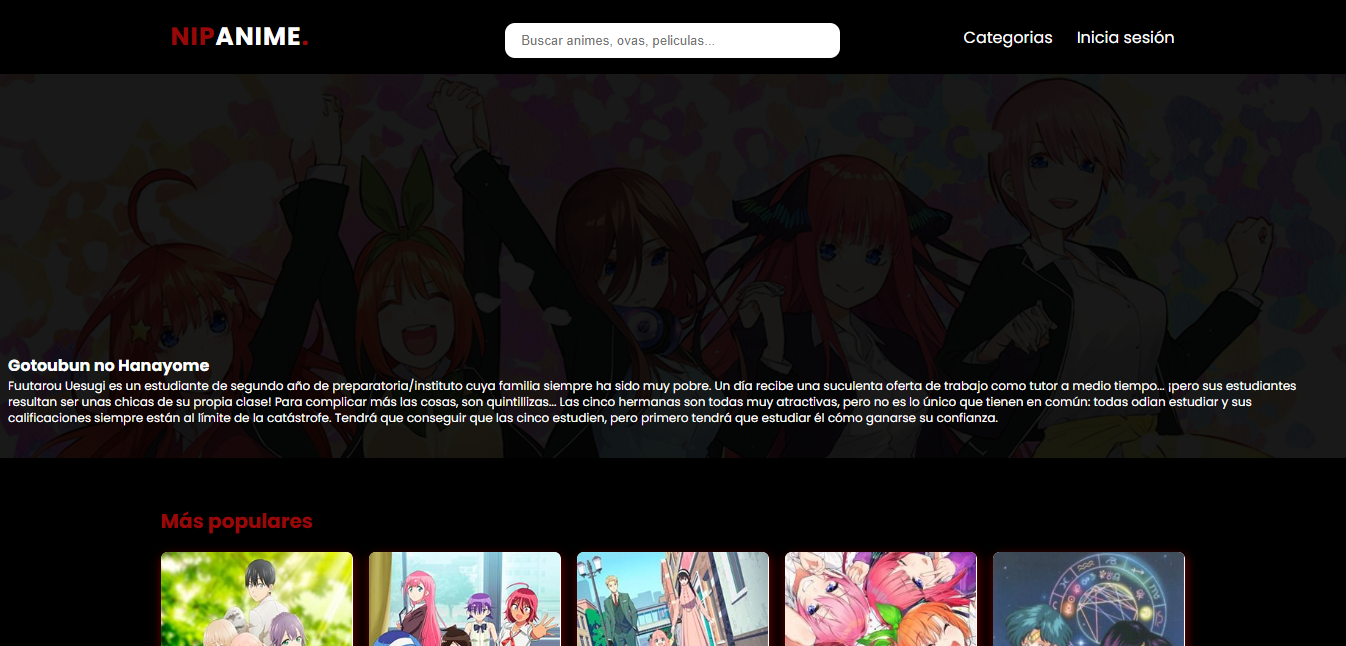 NIPANIME.
Buscar animes, ovas, peliculas...
Categorias
Inicia sesión
Gotoubun no Hanayome
Fuutarou Uesugi es un estudiante de segundo año de preparatoria/instituto cuya familia siempre ha sido muy pobre. Un día recibe una suculenta oferta de trabajo como tutor a medio tiempo... ¡pero sus estudiantes
resultan ser unas chicas de su propia clase! Para complicar más las cosas, son quintillizas... Las cinco hermanas son todas muy atractivas, pero no es lo único que tienen en común: todas odian estudiar y sus
calificaciones siempre están al límite de la catástrofe. Tendrá que conseguir que las cinco estudien, pero primero tendrá que estudiar él cómo ganarse su confianza.
Más populares